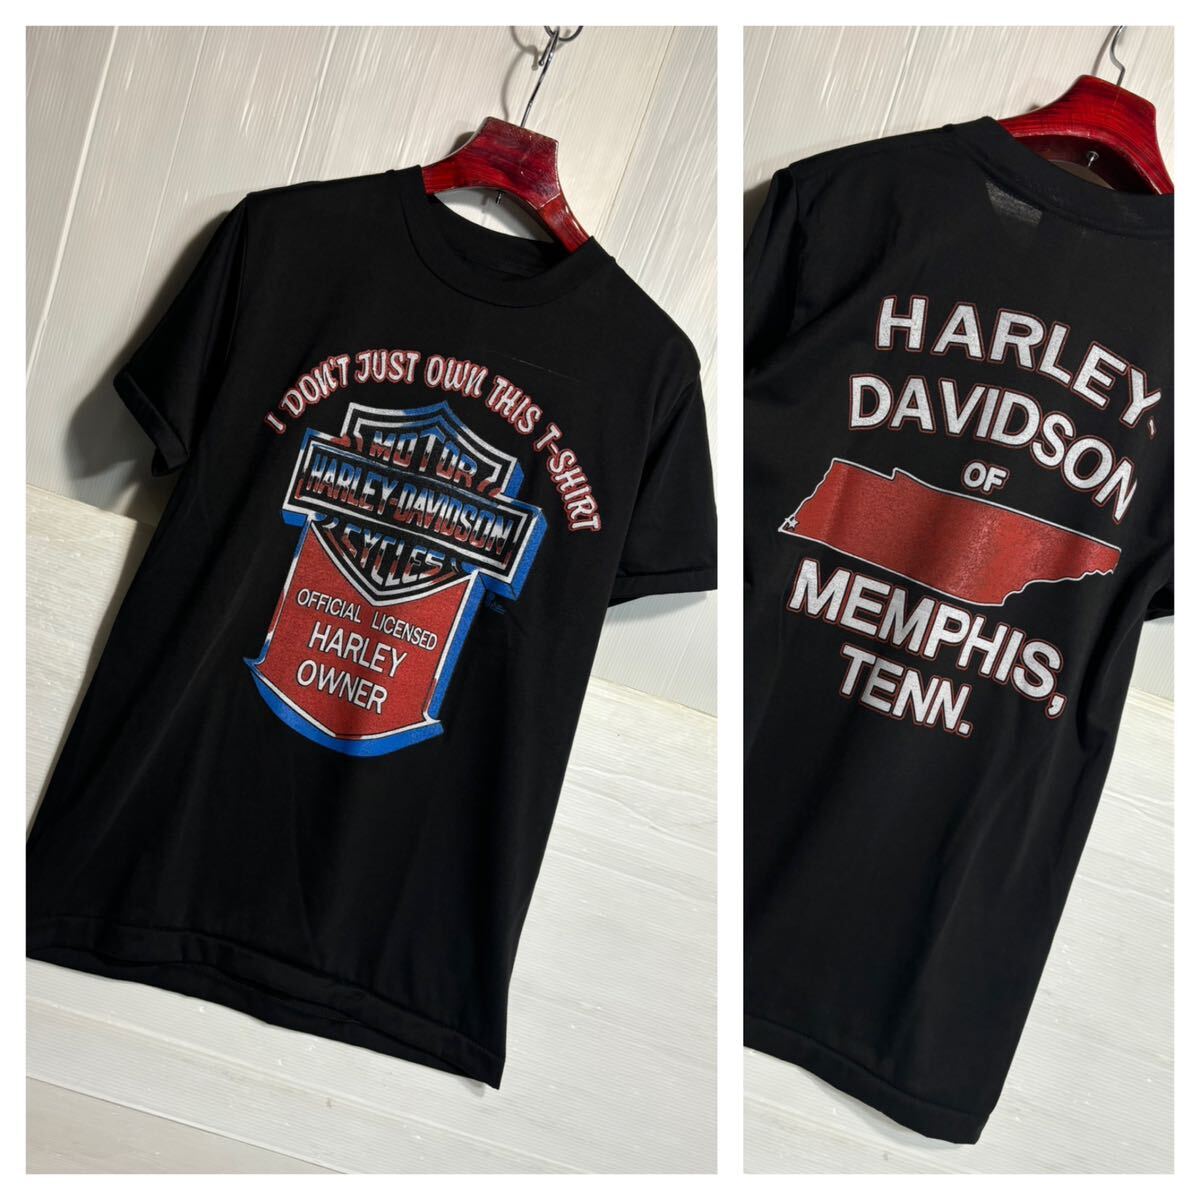 I DON'T JUST OWN THIS T-SHIRT
MOTOR
HARLEY-DAVIDSON
CYCLES
OFFICIAL LICENSED
HARLEY
OWNER
HARLEY-
DAVIDSON
OF
MEMPHIS,
TENN.